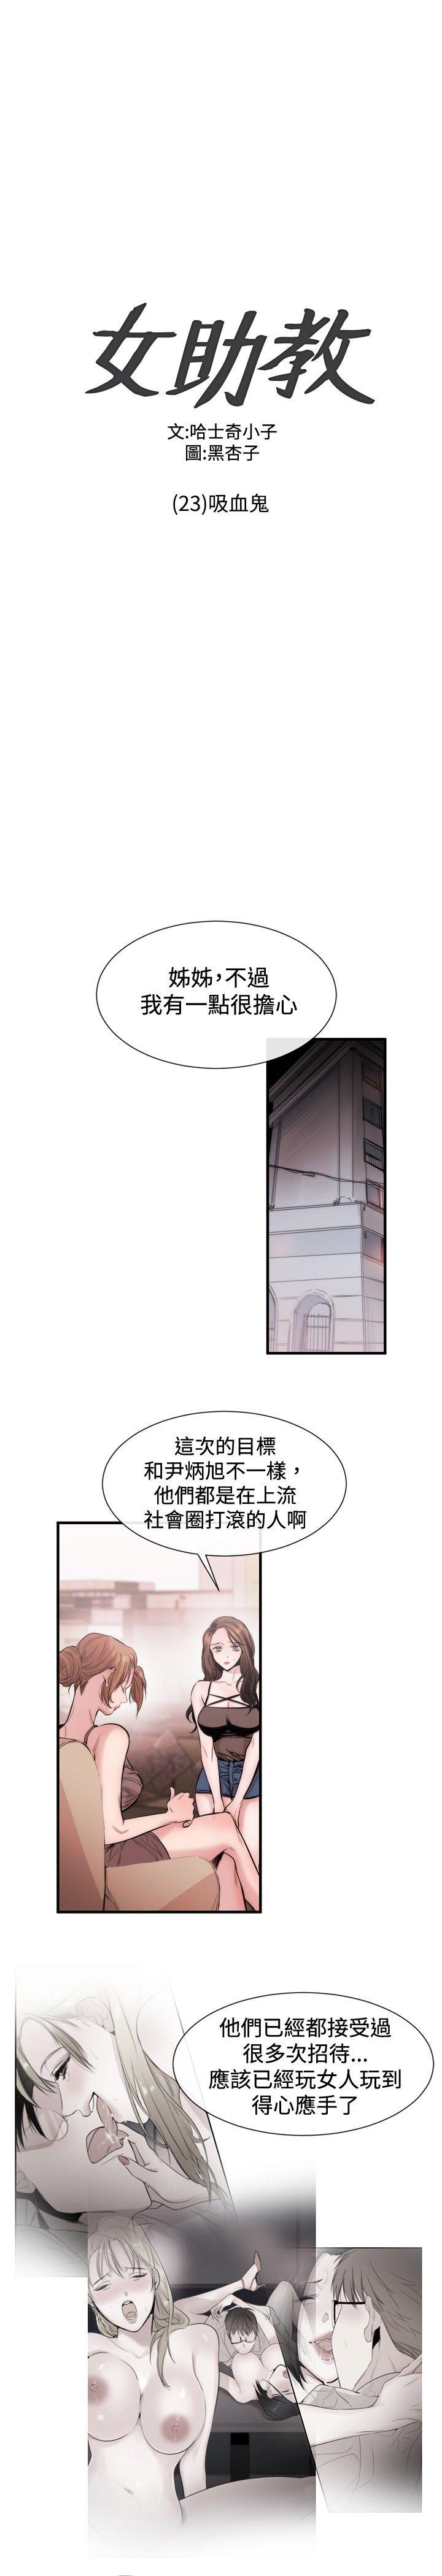 女助教
文:哈士奇小子
圖:黑杏子
(23)吸血鬼
姊姊,不過
我有一點很擔心
這次的目標
和尹炳旭不一樣,
他們都是在上流
社會圈打滾的人啊
他們已經都接受過
很多次招待...
應該已經玩女人玩到
得心應手了